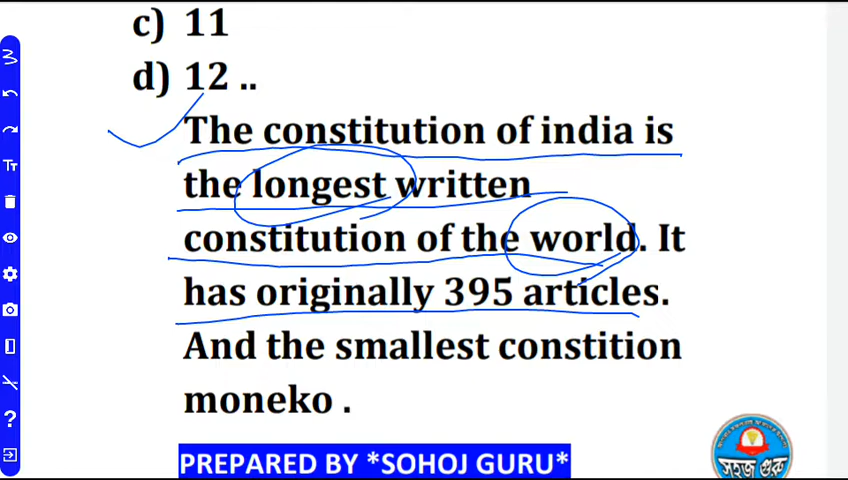 c) 11
d) 12 ..
The constitution of india is
the longest written
constitution of the world. It
has originally 395 articles.
And the smallest constition
moneko .
PREPARED BY *SOHOJ GURU*
সহজ গুরু